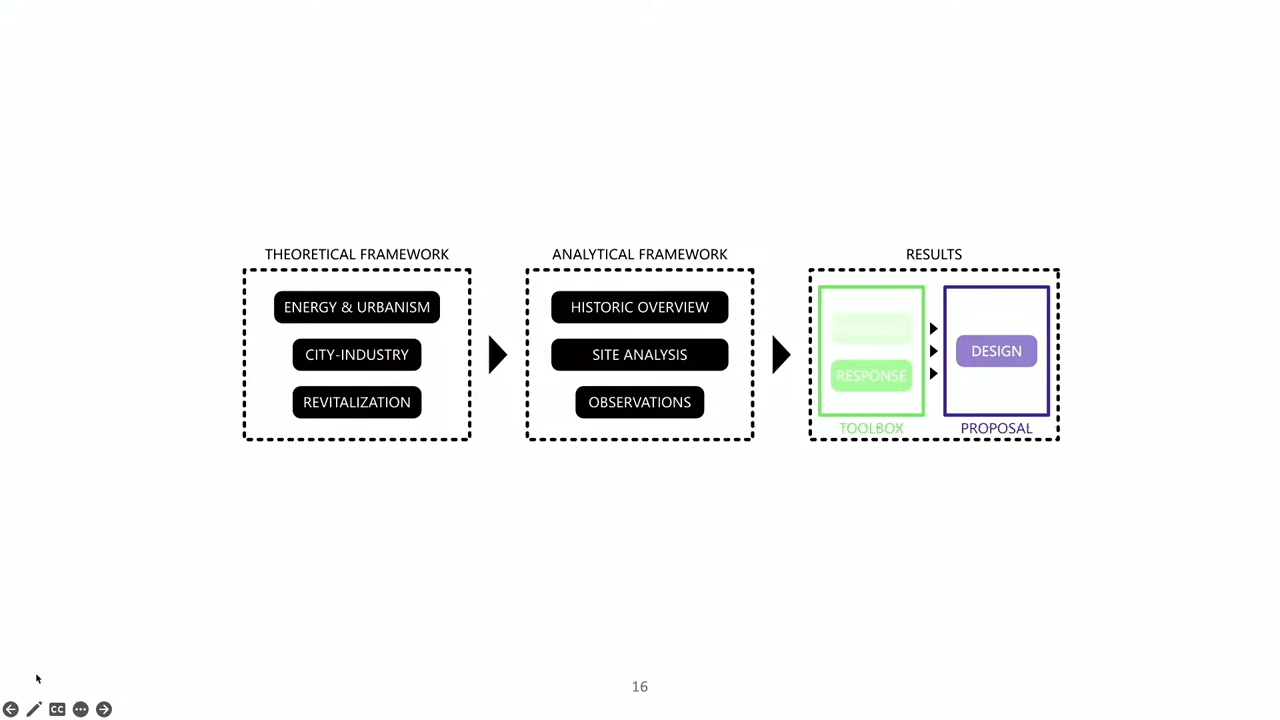 THEORETICAL FRAMEWORK
ENERGY & URBANISM
CITY-INDUSTRY
REVITALIZATION
ANALYTICAL FRAMEWORK
HISTORIC OVERVIEW
SITE ANALYSIS
OBSERVATIONS
RESULTS
RESPONSE
TOOLBOX
DESIGN
PROPOSAL
16
CC